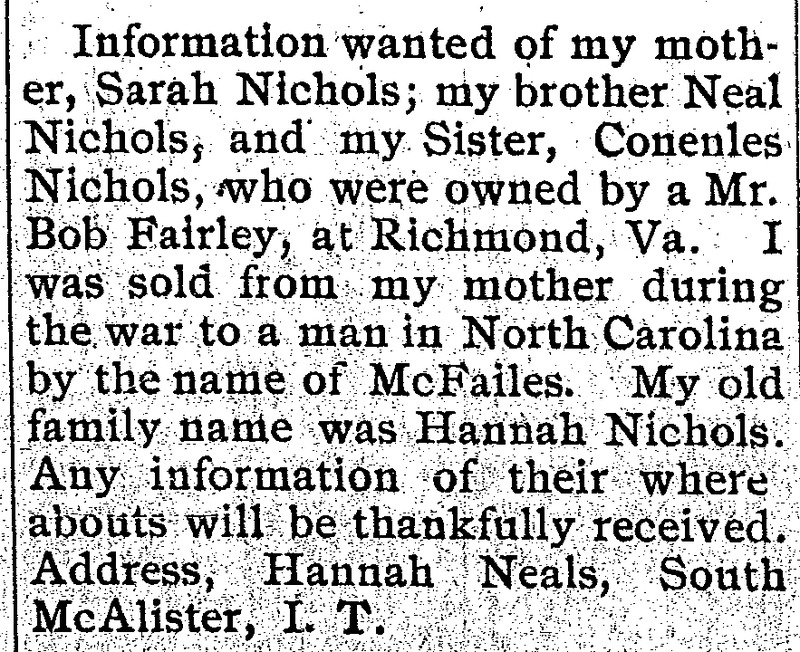 Information wanted of my moth-
er, Sarah Nichols; my brother Neal
Nichols, and my Sister, Conenles
Nichols, who were owned by a Mr.
Bob Fairley, at Richmond, Va. I
was sold from my mother during
the war to a man in North Carolina
by the name of McFailes. My old
family name was Hannah Nichols.
Any information of their where
abouts will be thankfully received.
Address, Hannah Neals, South
McAlister, I. T.